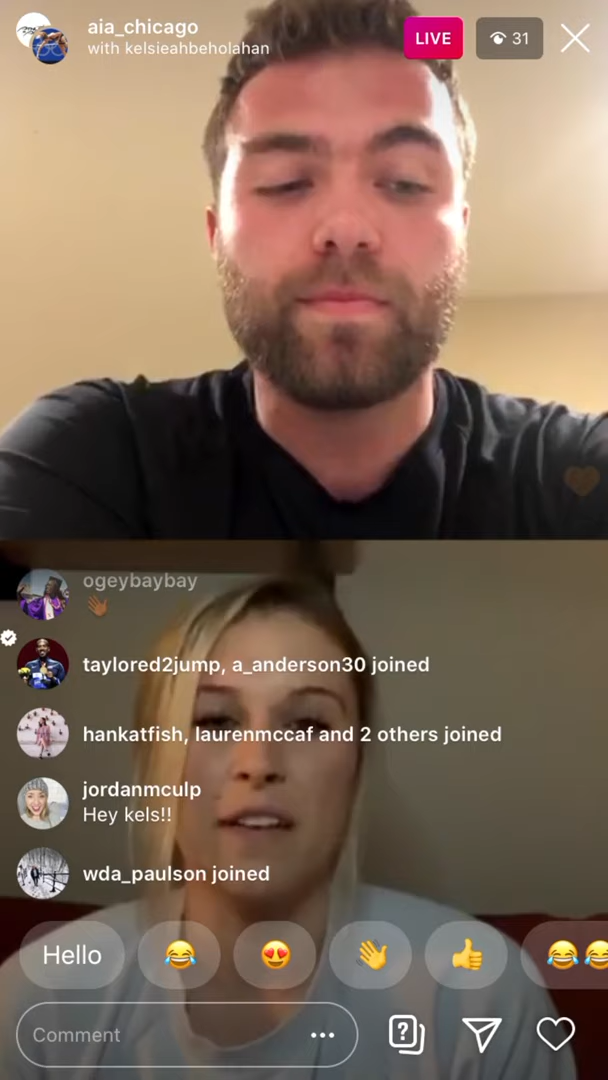 aia_chicago
with kelsieahbeholahan
LIVE
31
ogeybaybay
taylored2jump, a_anderson30 joined
hankatfish, laurenmccaf and 2 others joined
jordanmculp
Hey kels!!
wda_paulson joined
Hello
Comment